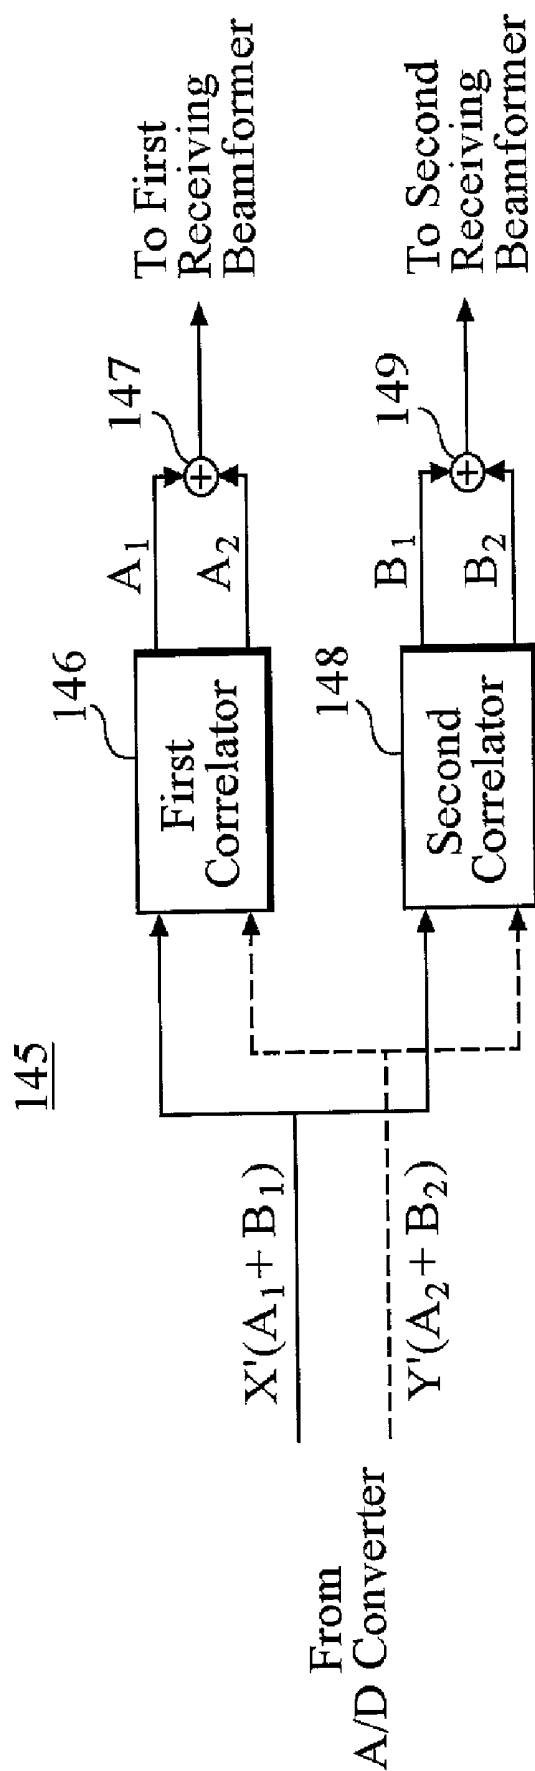 145
From
A/D Converter
X'(A₁ + B₁)
Y'(A₂ + B₂)
146
First
Correlator
A₁
A₂
147
+
To First
Receiving
Beamformer
148
Second
Correlator
B₁
B₂
149
+
To Second
Receiving
Beamformer